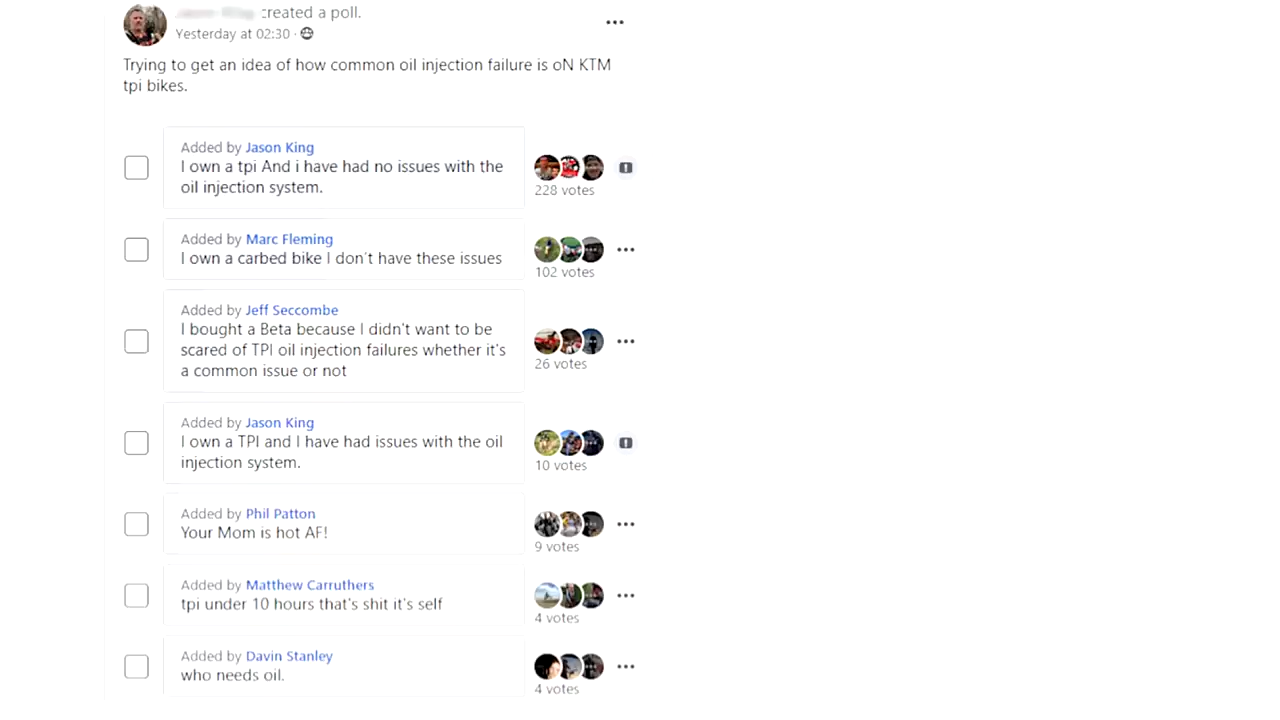 created a poll.
Yesterday at 02:30 ·
Trying to get an idea of how common oil injection failure is oN KTM
tpi bikes.
Added by Jason King
I own a tpi And i have had no issues with the
oil injection system.
228 votes
Added by Marc Fleming
I own a carbed bike I don't have these issues
102 votes
Added by Jeff Seccombe
I bought a Beta because I didn't want to be
scared of TPI oil injection failures whether it's
a common issue or not
26 votes
Added by Jason King
I own a TPI and I have had issues with the oil
injection system.
10 votes
Added by Phil Patton
Your Mom is hot AF!
9 votes
Added by Matthew Carruthers
tpi under 10 hours that's shit it's self
4 votes
Added by Davin Stanley
who needs oil.
4 votes